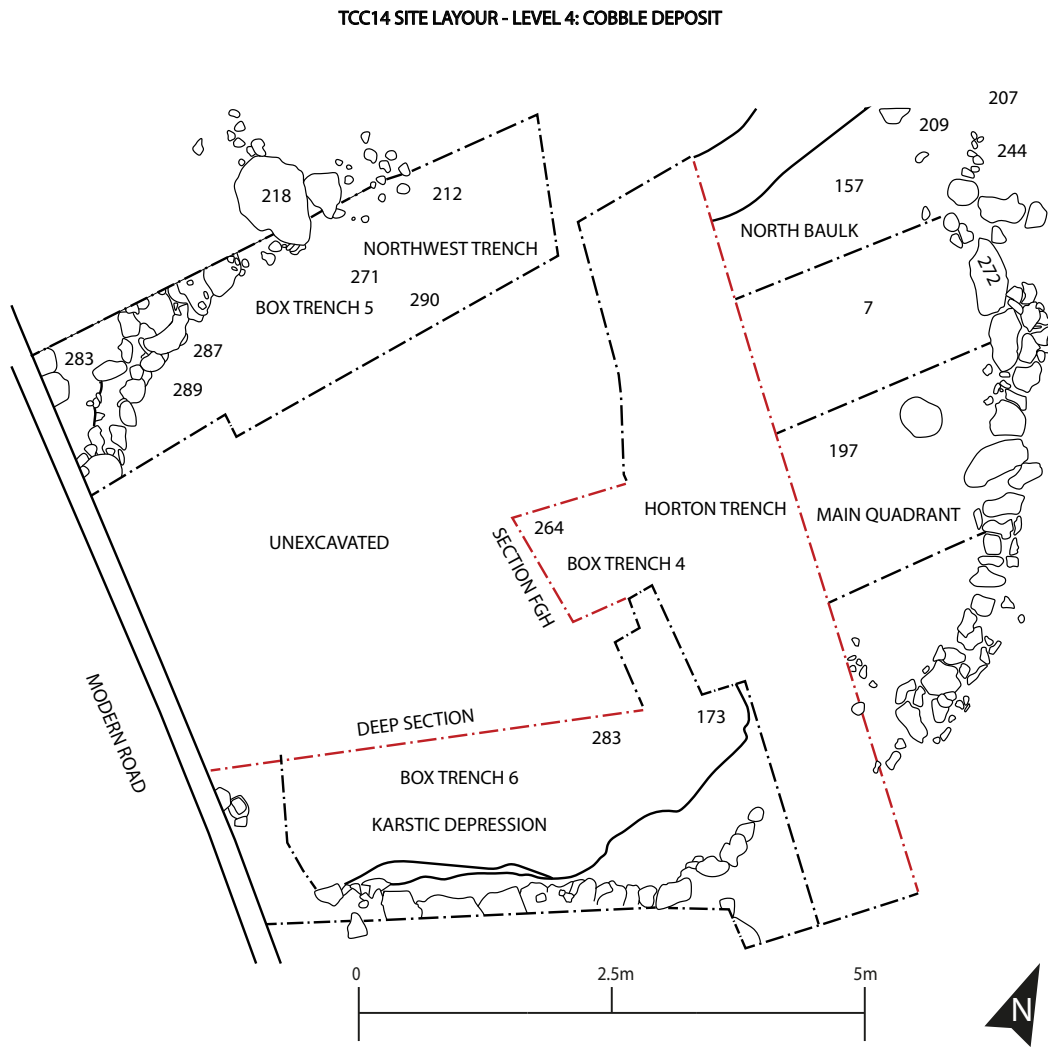 TCC14 SITE LAYOUR - LEVEL 4: COBBLE DEPOSIT
207
209
244
218
212
157
NORTH BAULK
NORTHWEST TRENCH
271
290
BOX TRENCH 5
272
7
283
287
289
197
HORTON TRENCH
MAIN QUADRANT
264
UNEXCAVATED
BOX TRENCH 4
SECTION FGH
MODERN ROAD
DEEP SECTION
173
283
BOX TRENCH 6
KARSTIC DEPRESSION
0
2.5m
5m
N